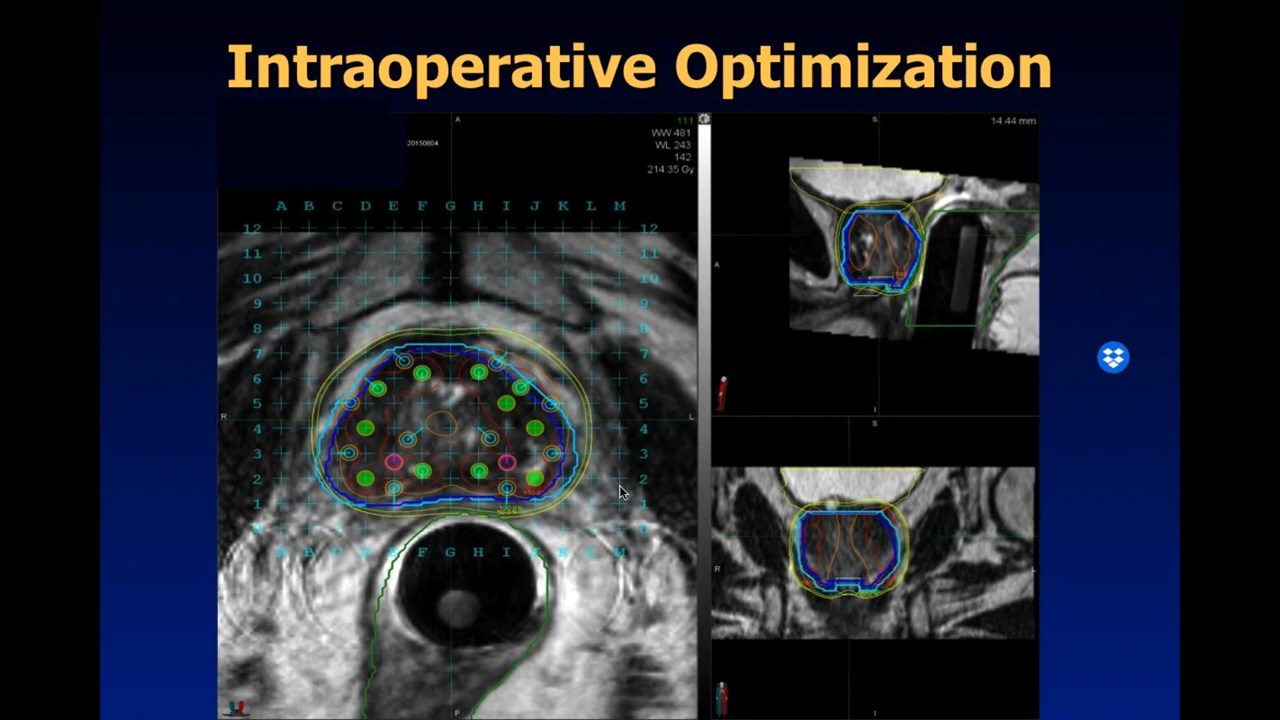 Intraoperative Optimization
A
111
20150804
WW 481
WL 243
142
214.35 Gy
A B C D E F G H I J K L M
12 12
11 11
10 10
9 9
8 8
7 7
6 6
5 5
R L
4 4
3 3
2 2
1 1
A B C D E F G H I J K L M
P
S
14.44 mm
A
I
S
R L
I